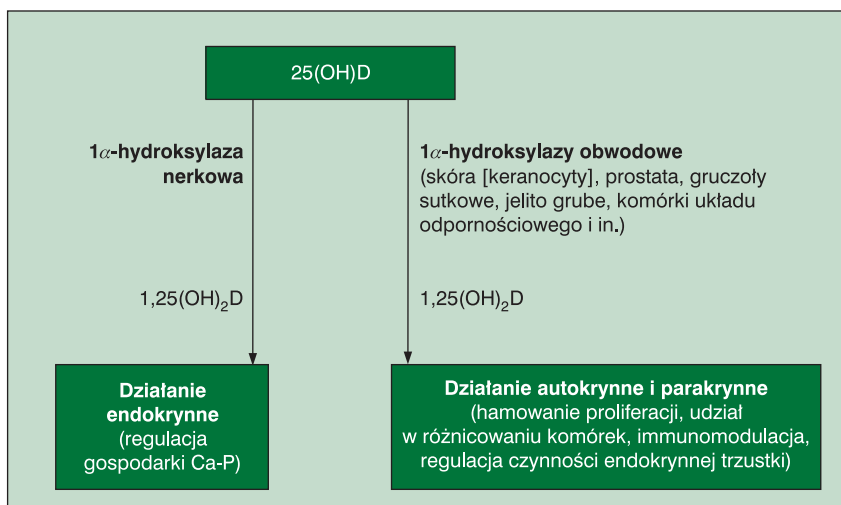 25(OH)D
1α-hydroksylaza
nerkowa
1α-hydroksylazy obwodowe
(skóra [keranocyty], prostata, gruczoły
sutkowe, jelito grube, komórki układu
odpornościowego i in.)
1,25(OH)₂D
1,25(OH)₂D
Działanie
endokrynne
(regulacja
gospodarki Ca-P)
Działanie autokrynne i parakrynne
(hamowanie proliferacji, udział
w różnicowaniu komórek, immunomodulacja,
regulacja czynności endokrynnej trzustki)